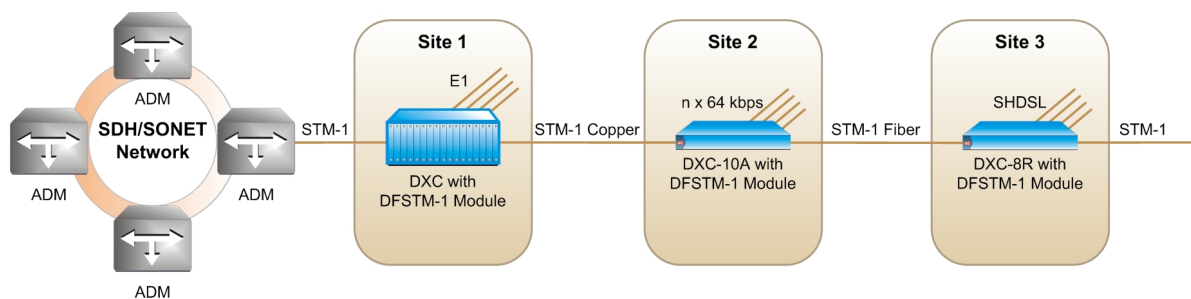 ADM
SDH/SONET
Network
ADM
ADM
ADM
STM-1
Site 1
E1
DXC with
DFSTM-1 Module
STM-1 Copper
Site 2
n x 64 kbps
DXC-10A with
DFSTM-1 Module
STM-1 Fiber
Site 3
SHDSL
DXC-8R with
DFSTM-1 Module
STM-1